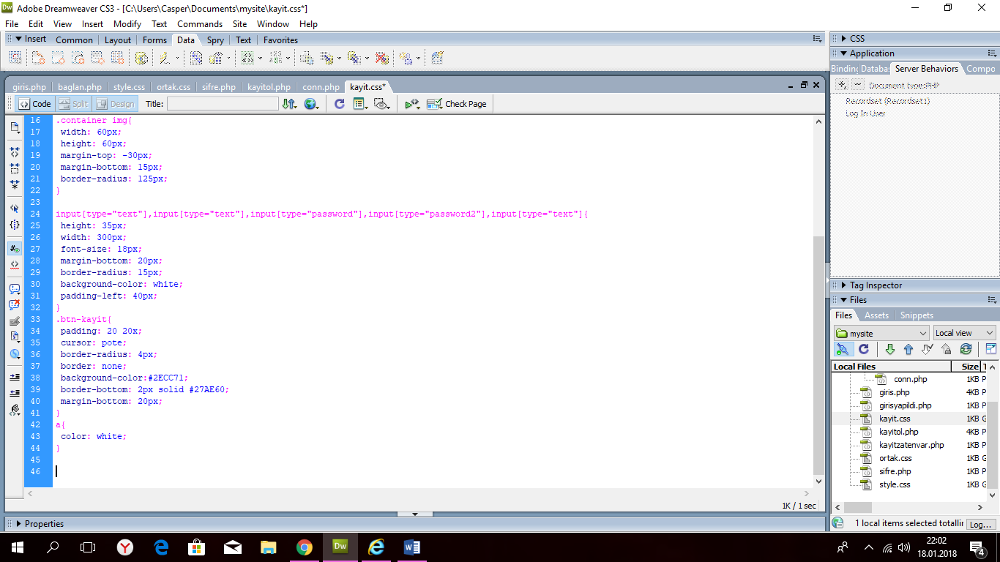 Adobe Dreamweaver CS3 - [C:\Users\Casper\Documents\mysite\kayit.css*]
File Edit View Insert Modify Text Commands Site Window Help
Insert Common Layout Forms Data Spry Text Favorites
giris.php baglan.php style.css ortak.css sifre.php kayitol.php conn.php kayit.css*
Code Split Design Title: Check Page
16 .container img{
17 width: 60px;
18 height: 60px;
19 margin-top: -30px;
20 margin-bottom: 15px;
21 border-radius: 125px;
22 }
23
24 input[type="text"],input[type="text"],input[type="password"],input[type="password2"],input[type="text"]{
25 height: 35px;
26 width: 300px;
27 font-size: 18px;
28 margin-bottom: 20px;
29 border-radius: 15px;
30 background-color: white;
31 padding-left: 40px;
32 }
33 .btn-kayit{
34 padding: 20 20x;
35 cursor: pote;
36 border-radius: 4px;
37 border: none;
38 background-color:#2ECC71;
39 border-bottom: 2px solid #27AE60;
40 margin-bottom: 20px;
41 }
42 a{
43 color: white;
44 }
45
46
1K / 1 sec
Properties
CSS
Application
Bindin Databa Server Behaviors Compo
Document type:PHP
Recordset (Recordset1)
Log In User
Tag Inspector
Files
Files Assets Snippets
mysite Local view
Local Files Size T
conn.php 1KB P
giris.php 4KB P
girisyapildi.php 1KB P
kayit.css 1KB C
kayitol.php 4KB P
kayitzatenvar.php 1KB P
ortak.css 1KB C
sifre.php 1KB P
style.css 1KB C
1 local items selected totallin Log...
22:02
18.01.2018
4